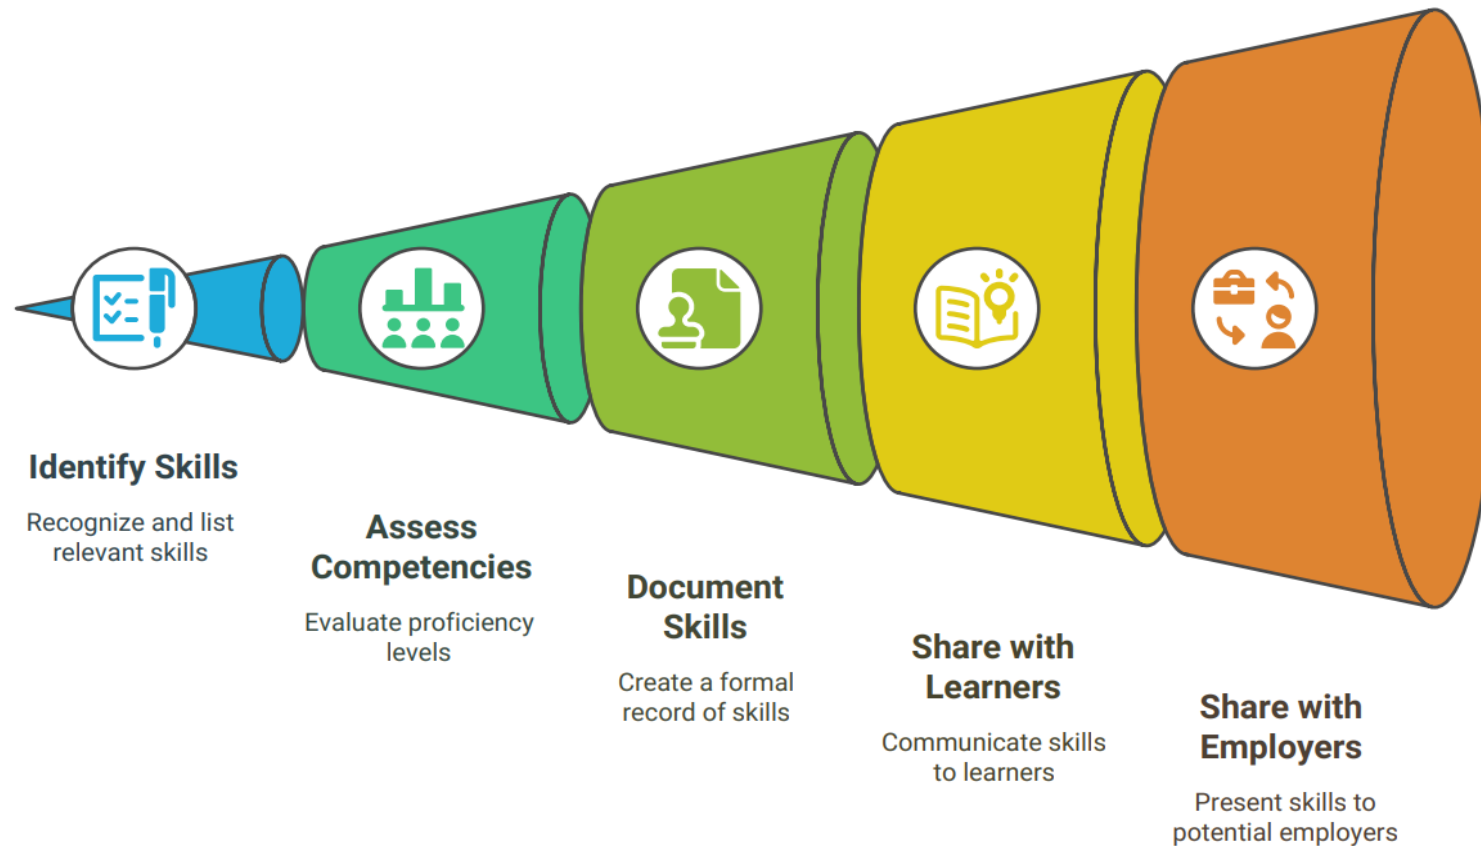 Identify Skills
Recognize and list
relevant skills
Assess
Competencies
Evaluate proficiency
levels
Document
Skills
Create a formal
record of skills
Share with
Learners
Communicate skills
to learners
Share with
Employers
Present skills to
potential employers